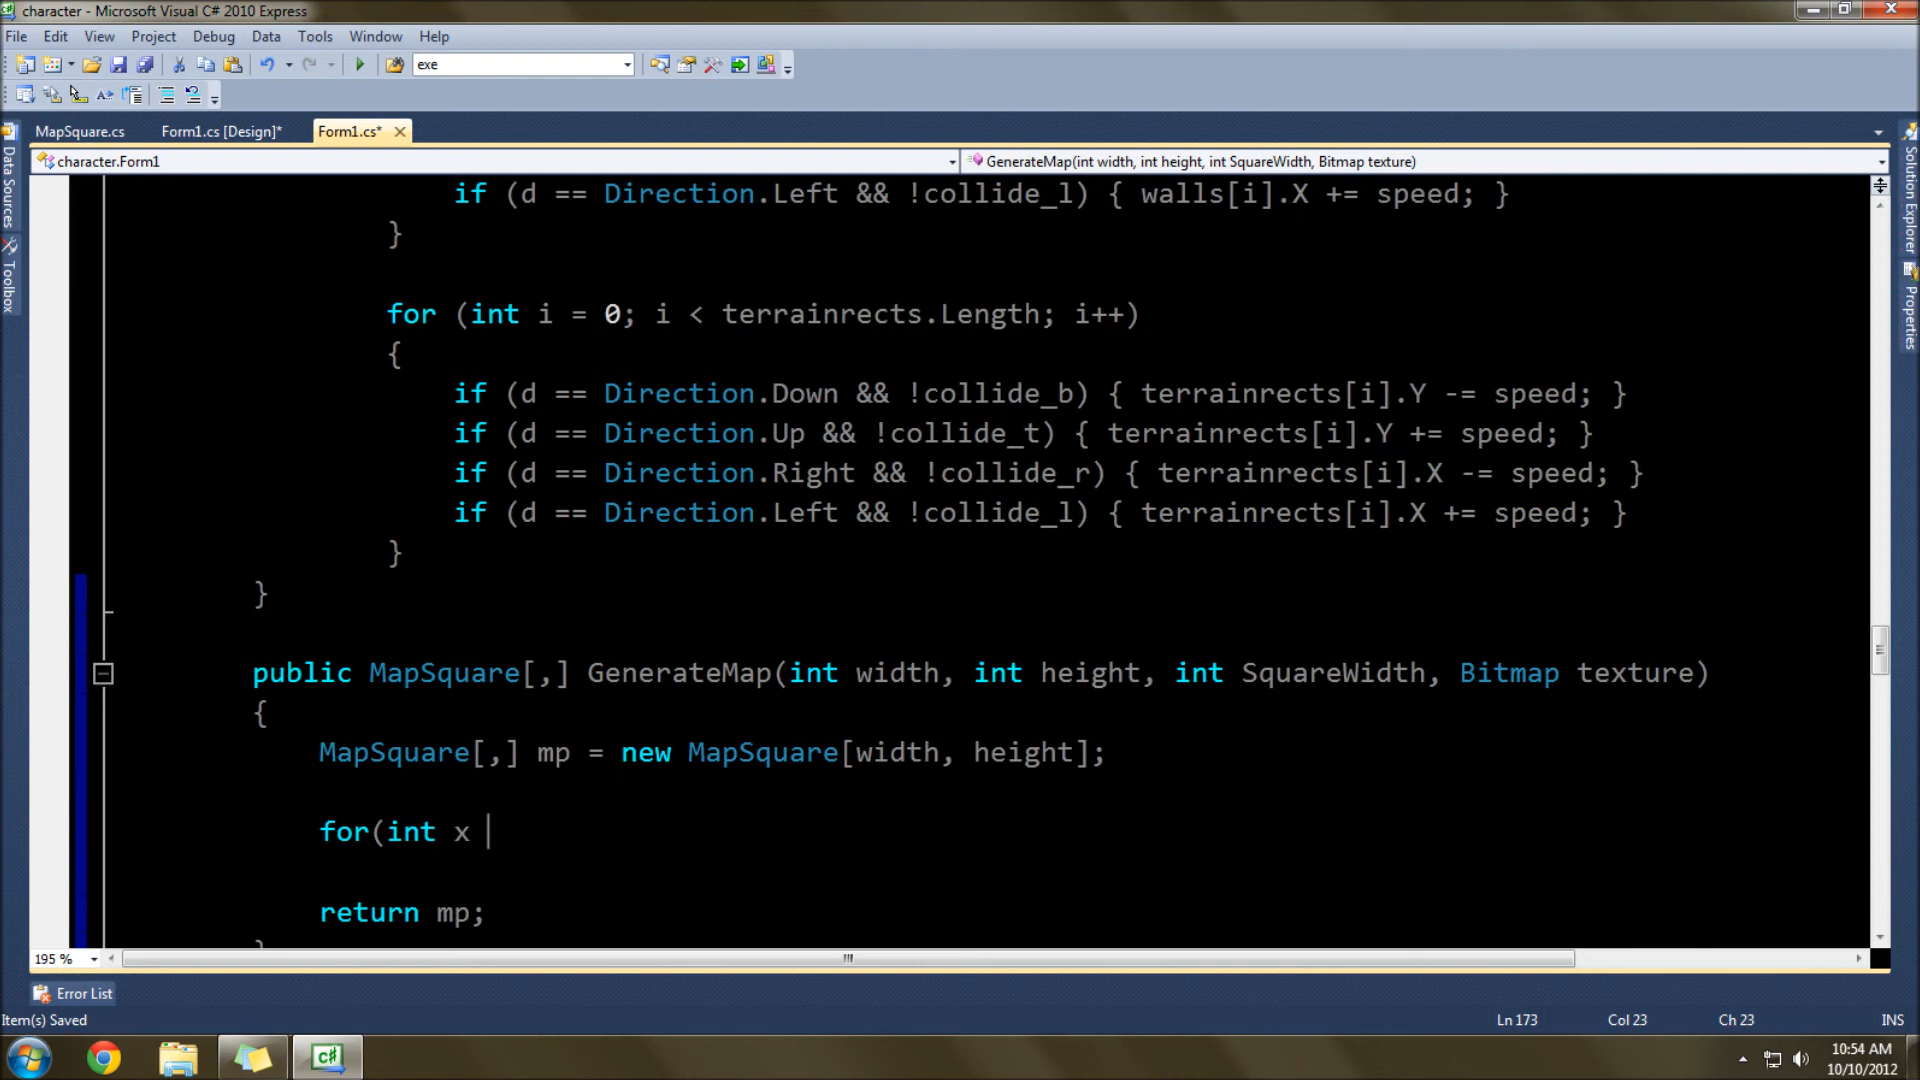 character - Microsoft Visual C# 2010 Express
File Edit View Project Debug Data Tools Window Help
exe
MapSquare.cs Form1.cs [Design]* Form1.cs*
character.Form1 GenerateMap(int width, int height, int SquareWidth, Bitmap texture)
Data Sources
Toolbox
Solution Explorer
Properties
if (d == Direction.Left && !collide_l) { walls[i].X += speed; }
}
for (int i = 0; i < terrainrects.Length; i++)
{
if (d == Direction.Down && !collide_b) { terrainrects[i].Y -= speed; }
if (d == Direction.Up && !collide_t) { terrainrects[i].Y += speed; }
if (d == Direction.Right && !collide_r) { terrainrects[i].X -= speed; }
if (d == Direction.Left && !collide_l) { terrainrects[i].X += speed; }
}
}
public MapSquare[,] GenerateMap(int width, int height, int SquareWidth, Bitmap texture)
{
MapSquare[,] mp = new MapSquare[width, height];
for(int x
return mp;
}
195 %
Error List
Item(s) Saved Ln 173 Col 23 Ch 23 INS
C#
10:54 AM
10/10/2012